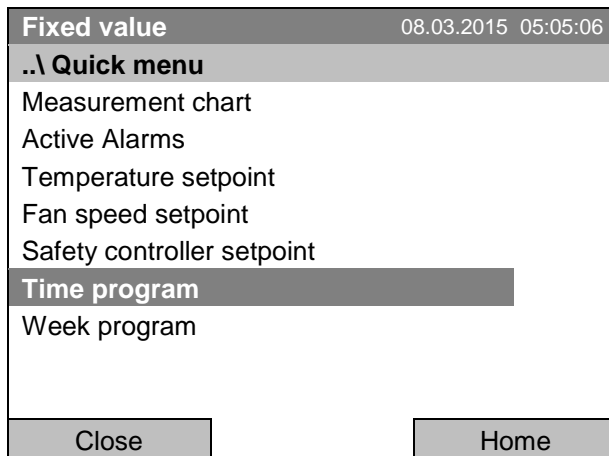 Fixed value 08.03.2015 05:05:06
..\ Quick menu
Measurement chart
Active Alarms
Temperature setpoint
Fan speed setpoint
Safety controller setpoint
Time program
Week program
Close Home